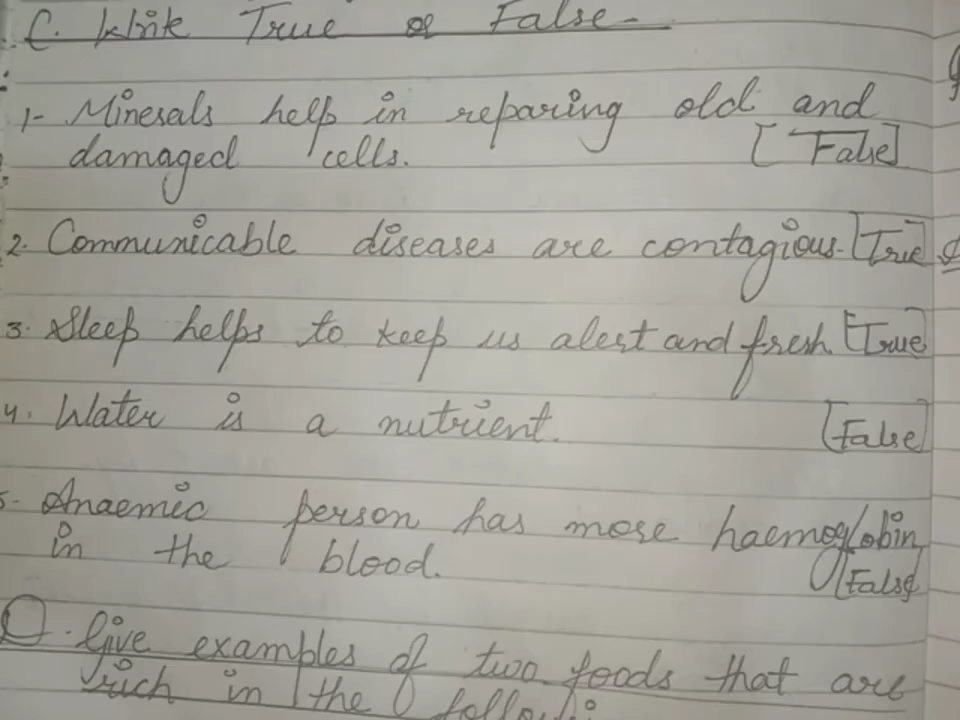 C. Write True or False-
1- Minerals help in reparing old and
damaged cells. [False]
2. Communicable diseases are contagious. [True]
3. Sleep helps to keep us alert and fresh. [True]
4. Water is a nutrient. [False]
5- Anaemic person has more haemoglobin
in the blood. [False]
D. Give examples of two foods that are
rich in the